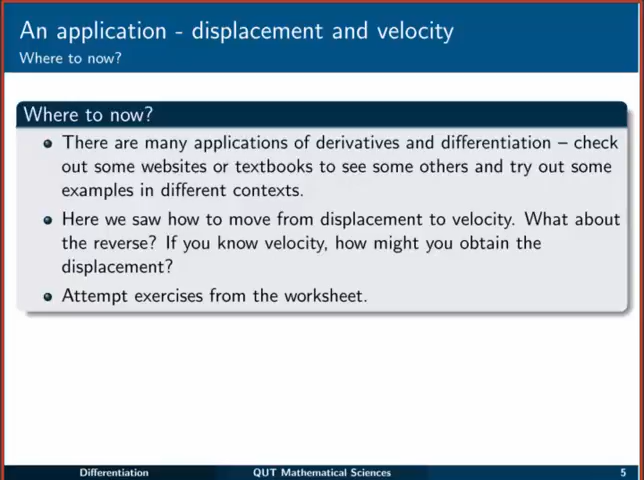 An application - displacement and velocity
Where to now?
Where to now?
There are many applications of derivatives and differentiation – check
out some websites or textbooks to see some others and try out some
examples in different contexts.
Here we saw how to move from displacement to velocity. What about
the reverse? If you know velocity, how might you obtain the
displacement?
Attempt exercises from the worksheet.
Differentiation QUT Mathematical Sciences 5